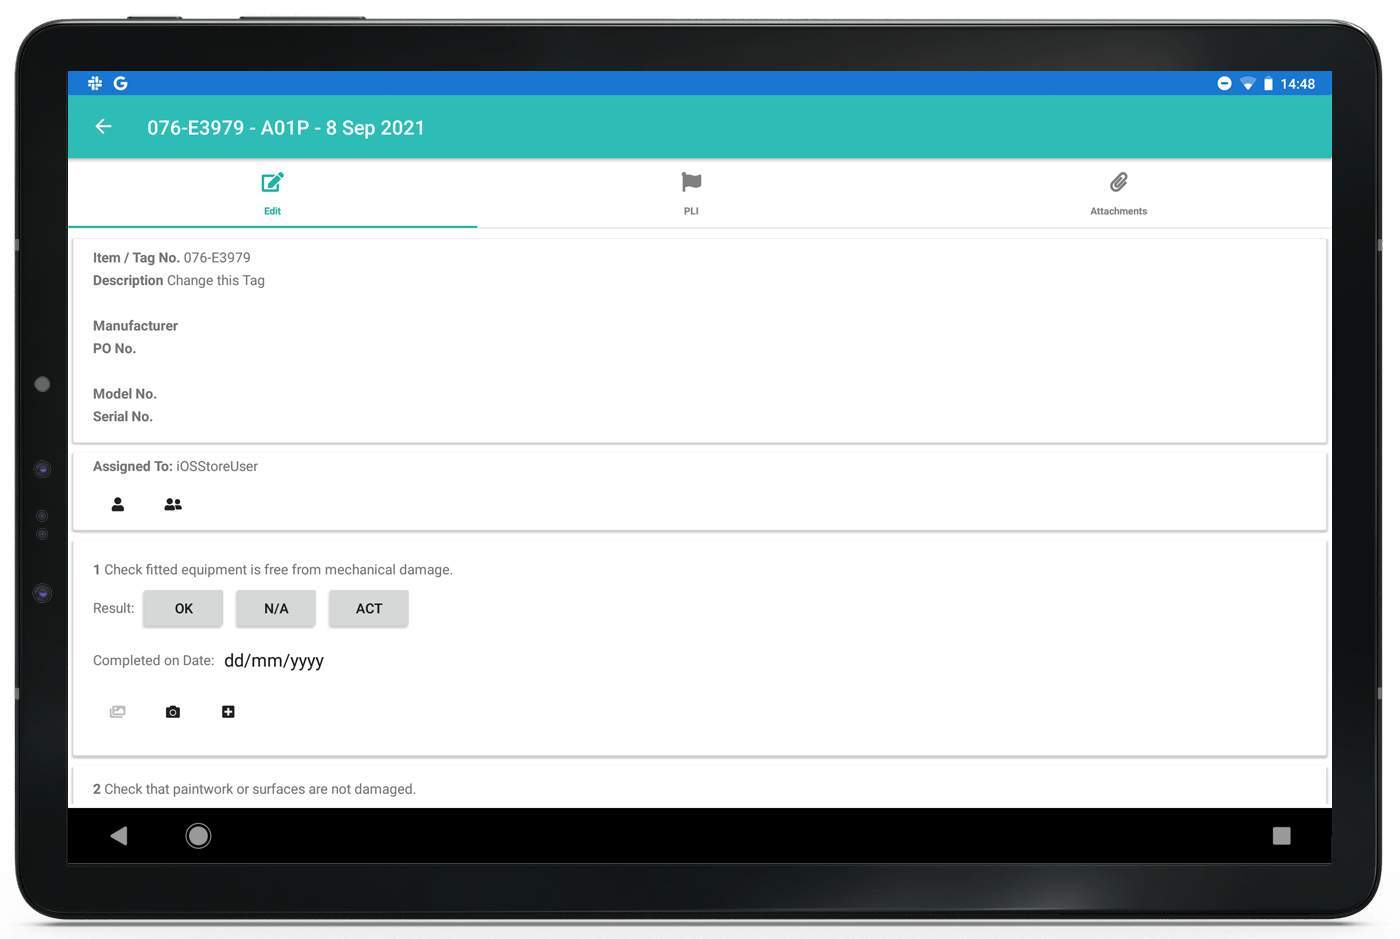 14:48
076-E3979 - A01P - 8 Sep 2021
Edit
PLI
Attachments
Item / Tag No. 076-E3979
Description Change this Tag
Manufacturer
PO No.
Model No.
Serial No.
Assigned To: iOSStoreUser
1 Check fitted equipment is free from mechanical damage.
Result: OK N/A ACT
Completed on Date: dd/mm/yyyy
2 Check that paintwork or surfaces are not damaged.